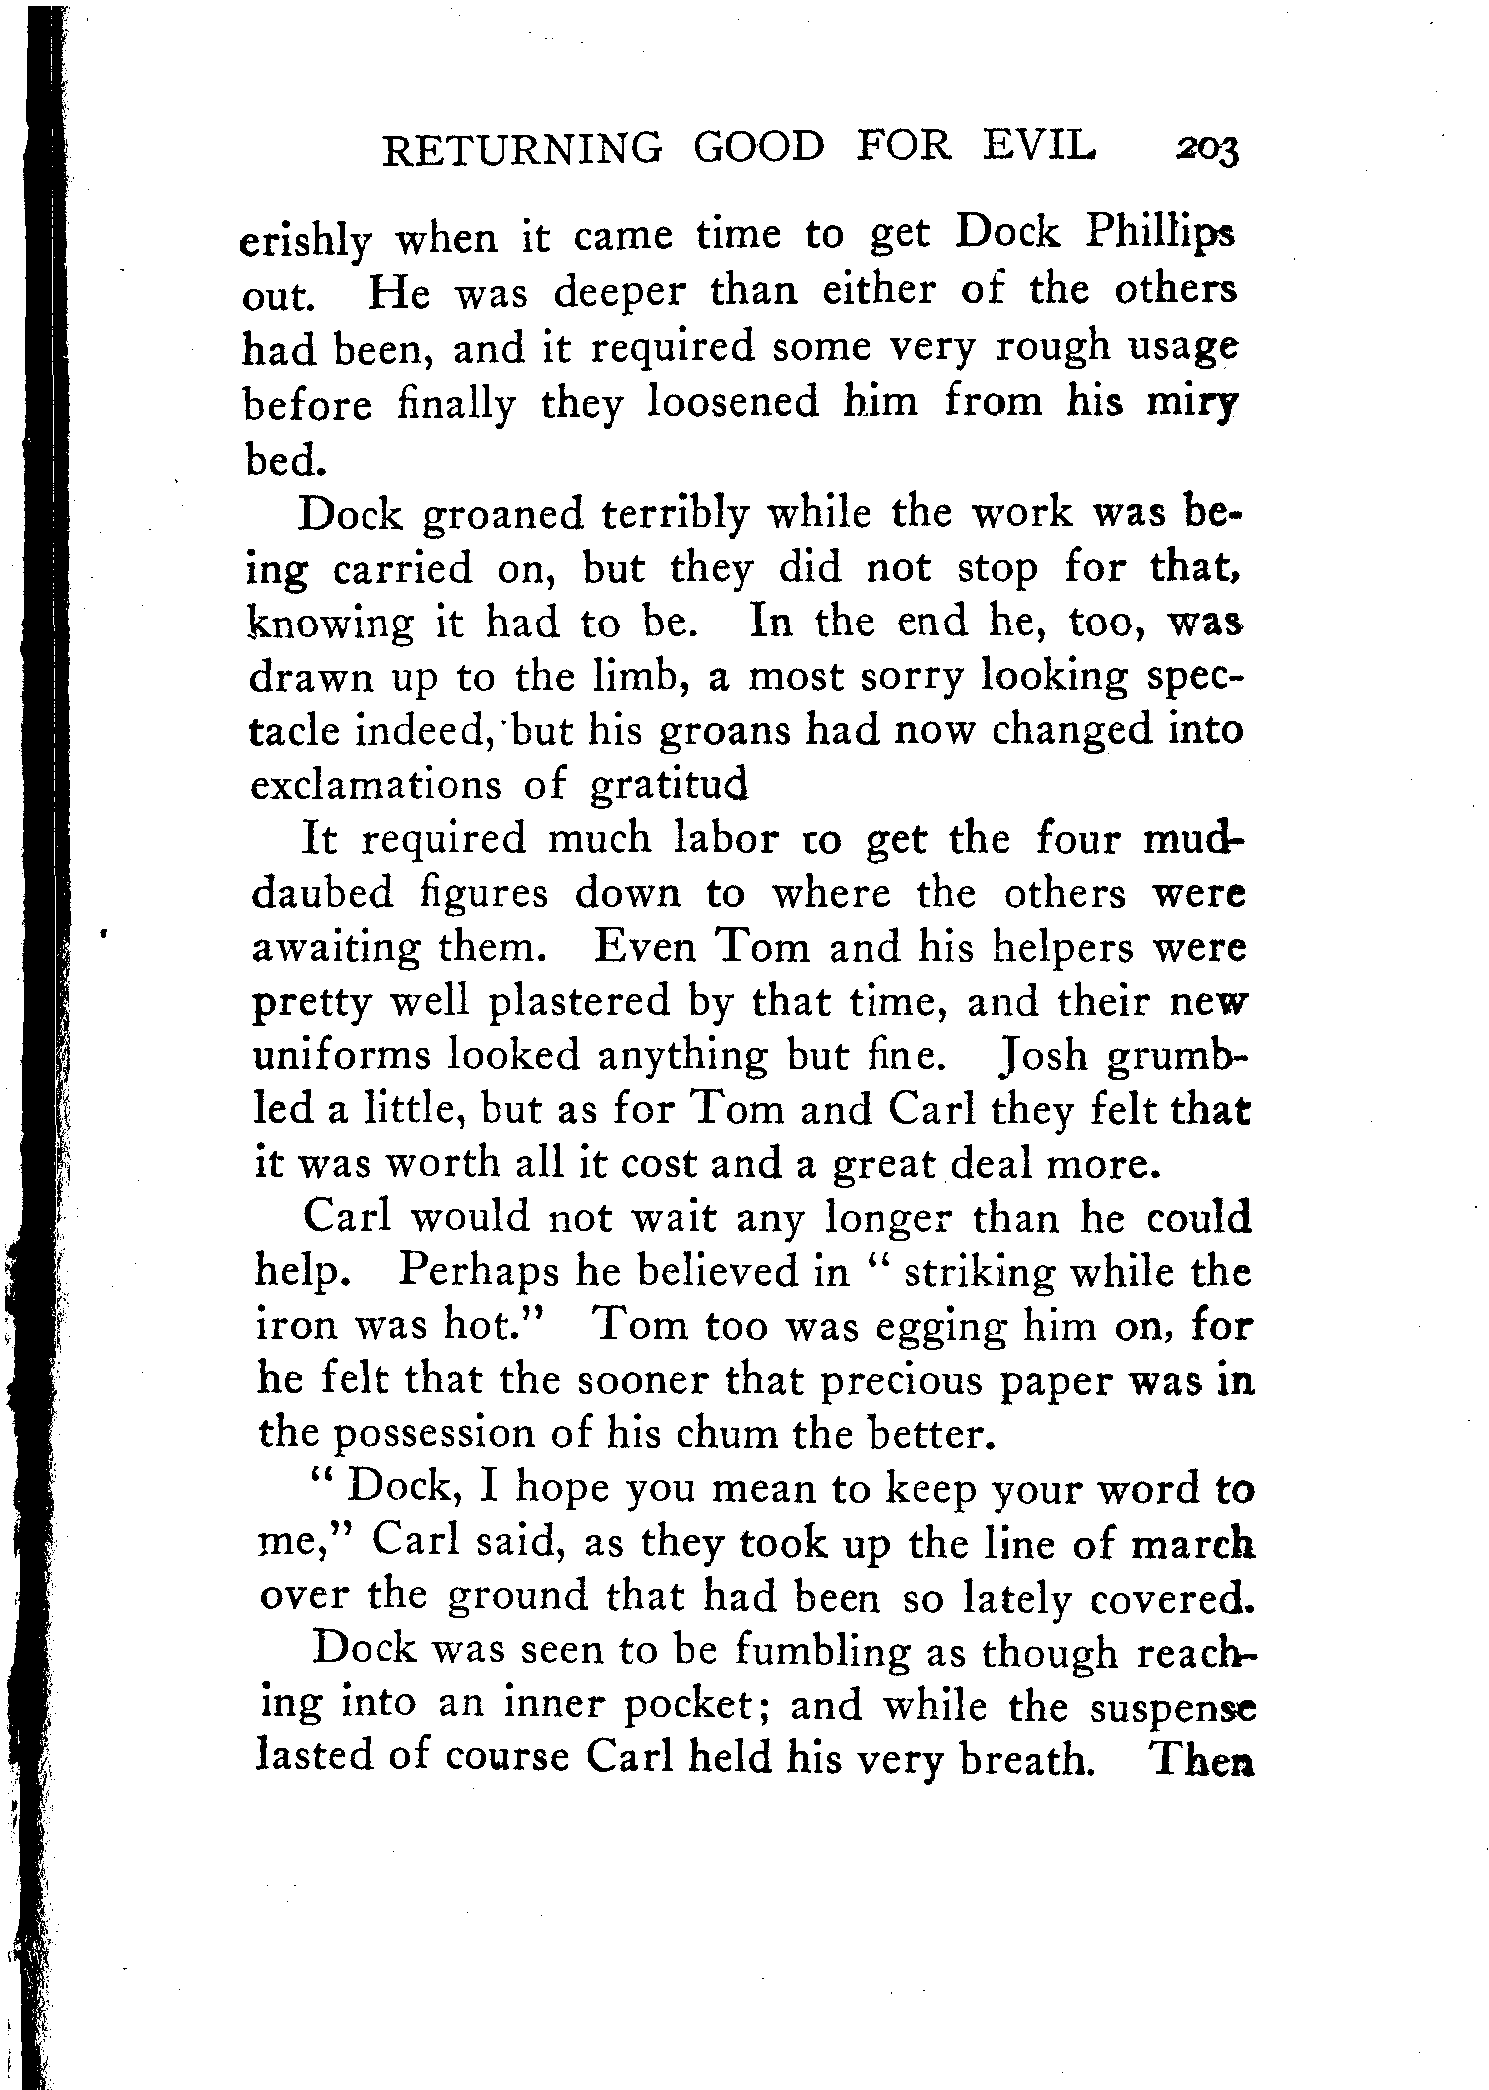 RETURNING GOOD FOR EVIL 203
erishly when it came time to get Dock Phillips
out. He was deeper than either of the others
had been, and it required some very rough usage
before finally they loosened him from his miry
bed.
Dock groaned terribly while the work was be-
ing carried on, but they did not stop for that,
knowing it had to be. In the end he, too, was
drawn up to the limb, a most sorry looking spec-
tacle indeed, but his groans had now changed into
exclamations of gratitud
It required much labor to get the four mud-
daubed figures down to where the others were
awaiting them. Even Tom and his helpers were
pretty well plastered by that time, and their new
uniforms looked anything but fine. Josh grumb-
led a little, but as for Tom and Carl they felt that
it was worth all it cost and a great deal more.
Carl would not wait any longer than he could
help. Perhaps he believed in " striking while the
iron was hot." Tom too was egging him on, for
he felt that the sooner that precious paper was in
the possession of his chum the better.
" Dock, I hope you mean to keep your word to
me," Carl said, as they took up the line of march
over the ground that had been so lately covered.
Dock was seen to be fumbling as though reach-
ing into an inner pocket; and while the suspense
lasted of course Carl held his very breath. Then